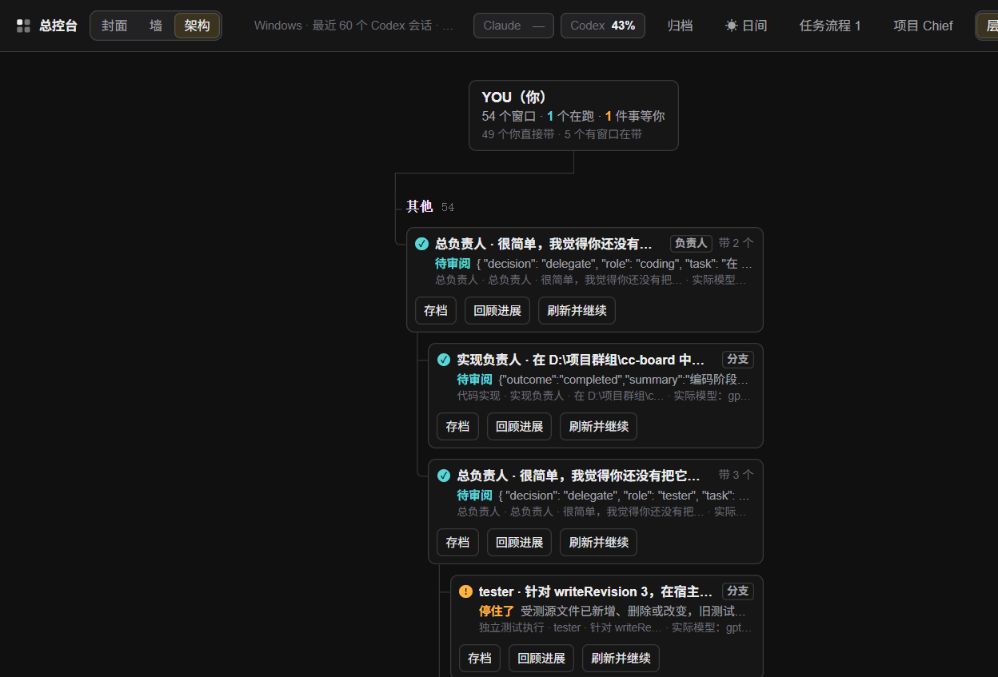 总控台 封面 墙 架构 Windows · 最近 60 个 Codex 会话 · … Claude — Codex 43% 归档 日间 任务流程 1 项目 Chief 层
YOU（你）
54 个窗口 · 1 个在跑 · 1 件事等你
49 个你直接带 · 5 个有窗口在带
其他 54
总负责人 · 很简单，我觉得你还没有… 负责人 带 2 个
待审阅 { "decision": "delegate", "role": "coding", "task": "在 …
总负责人 · 总负责人 · 很简单，我觉得你还没有把… · 实际模型…
存档 回顾进展 刷新并继续
实现负责人 · 在 D:\项目群组\cc-board 中… 分支
待审阅 {"outcome":"completed","summary":"编码阶段…
代码实现 · 实现负责人 · 在 D:\项目群组\c… · 实际模型：gp…
存档 回顾进展 刷新并继续
总负责人 · 很简单，我觉得你还没有把它… 带 3 个
待审阅 { "decision": "delegate", "role": "tester", "task": …
总负责人 · 总负责人 · 很简单，我觉得你还没有把… · 实际…
存档 回顾进展 刷新并继续
tester · 针对 writeRevision 3，在宿主… 分支
停住了 受测源文件已新增、删除或改变，旧测试…
独立测试执行 · tester · 针对 writeRe… · 实际模型：gpt…
存档 回顾进展 刷新并继续